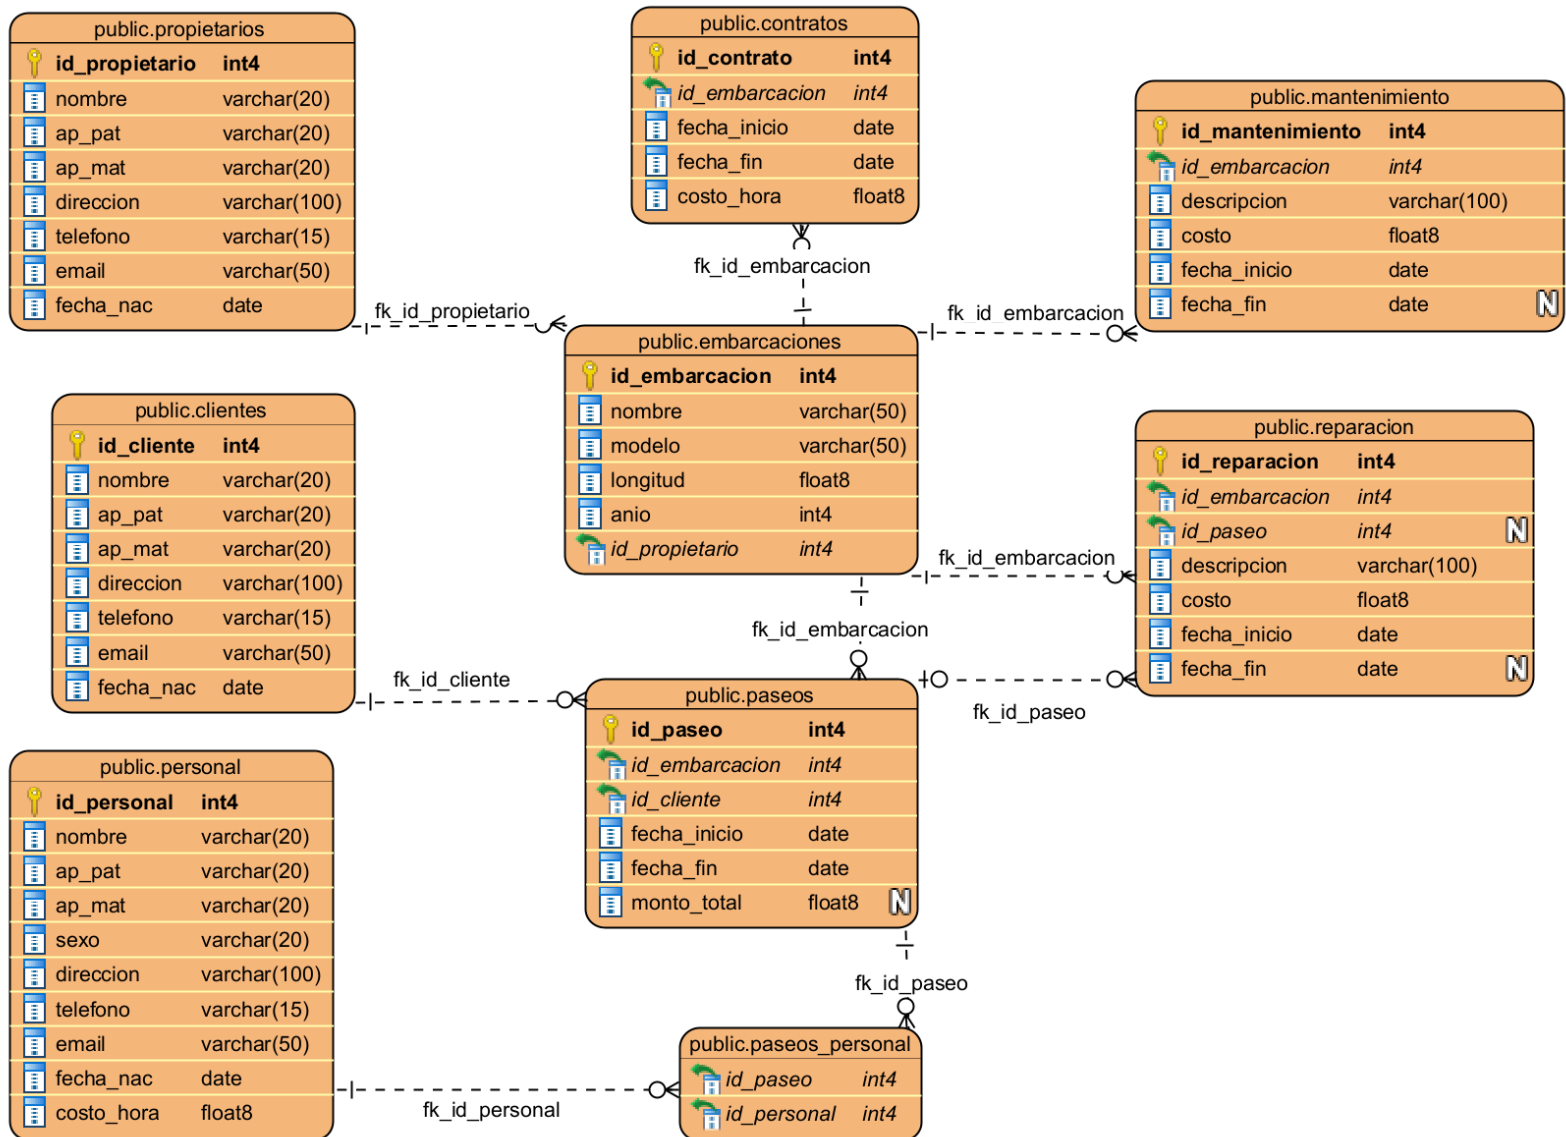 public.propietarios
id_propietario int4
nombre varchar(20)
ap_pat varchar(20)
ap_mat varchar(20)
direccion varchar(100)
telefono varchar(15)
email varchar(50)
fecha_nac date
public.contratos
id_contrato int4
id_embarcacion int4
fecha_inicio date
fecha_fin date
costo_hora float8
public.mantenimiento
id_mantenimiento int4
id_embarcacion int4
descripcion varchar(100)
costo float8
fecha_inicio date
fecha_fin date N
fk_id_embarcacion
fk_id_propietario
fk_id_embarcacion
public.embarcaciones
id_embarcacion int4
nombre varchar(50)
modelo varchar(50)
longitud float8
anio int4
id_propietario int4
public.clientes
id_cliente int4
nombre varchar(20)
ap_pat varchar(20)
ap_mat varchar(20)
direccion varchar(100)
telefono varchar(15)
email varchar(50)
fecha_nac date
public.reparacion
id_reparacion int4
id_embarcacion int4
id_paseo int4 N
descripcion varchar(100)
costo float8
fecha_inicio date
fecha_fin date N
fk_id_embarcacion
fk_id_embarcacion
fk_id_cliente
fk_id_paseo
public.paseos
id_paseo int4
id_embarcacion int4
id_cliente int4
fecha_inicio date
fecha_fin date
monto_total float8 N
public.personal
id_personal int4
nombre varchar(20)
ap_pat varchar(20)
ap_mat varchar(20)
sexo varchar(20)
direccion varchar(100)
telefono varchar(15)
email varchar(50)
fecha_nac date
costo_hora float8
fk_id_paseo
fk_id_personal
public.paseos_personal
id_paseo int4
id_personal int4